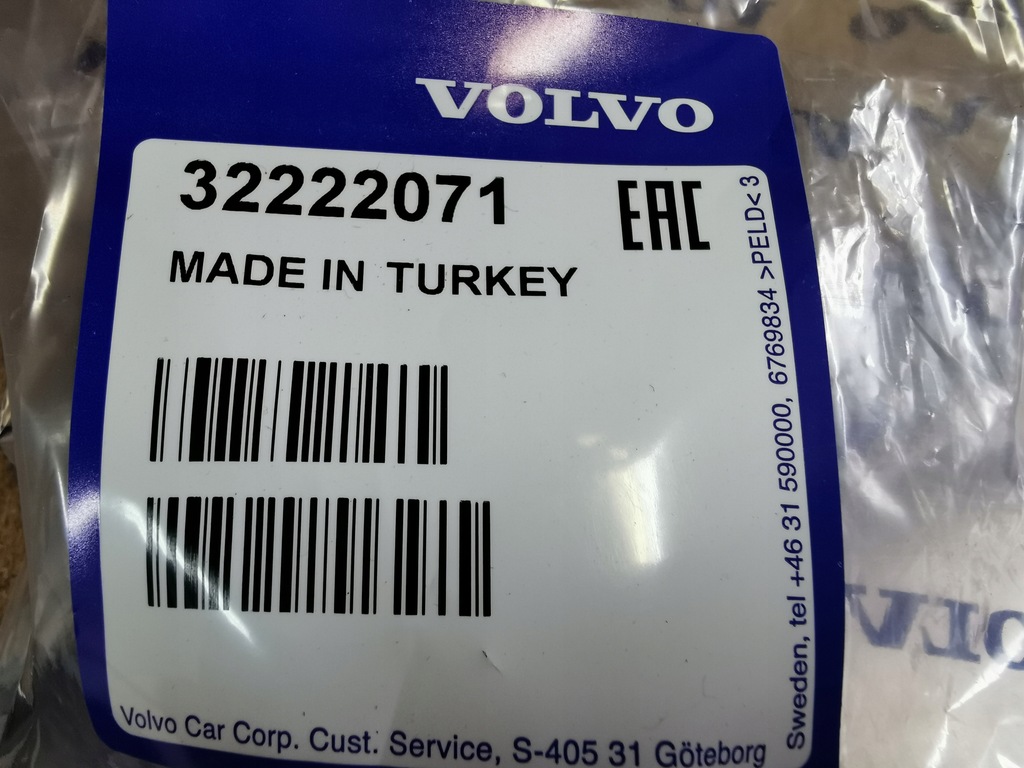 VOLVO
32222071
EAC
MADE IN TURKEY
Volvo Car Corp. Cust. Service, S-405 31 Göteborg
Sweden, tel +46 31 590000, 6769834 >PELD< 3
VOLVO